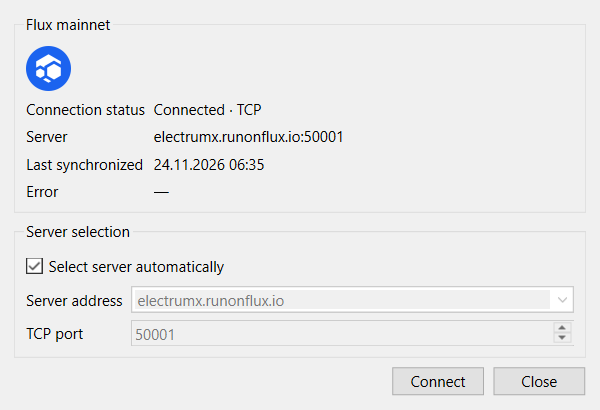 Flux mainnet
Connection status Connected · TCP
Server electrumx.runonflux.io:50001
Last synchronized 24.11.2026 06:35
Error —
Server selection
Select server automatically
Server address electrumx.runonflux.io
TCP port 50001
Connect Close